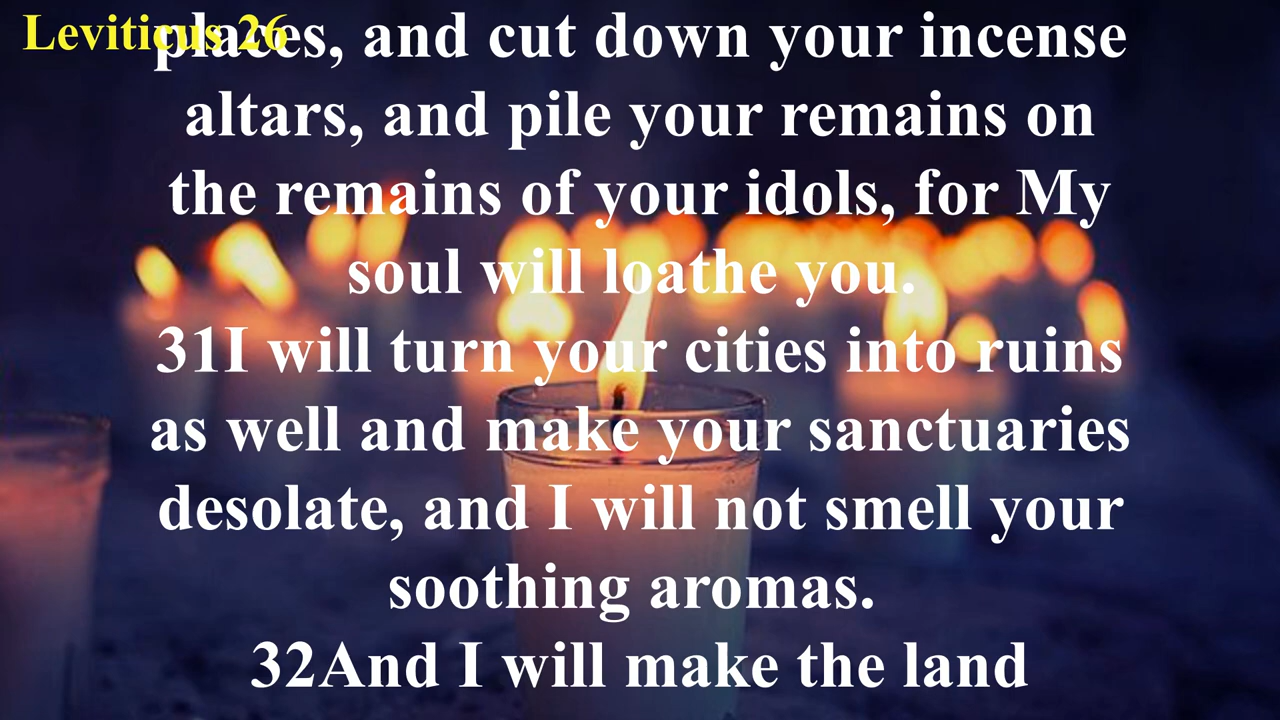 Leviticus 26
places, and cut down your incense
altars, and pile your remains on
the remains of your idols, for My
soul will loathe you.
31I will turn your cities into ruins
as well and make your sanctuaries
desolate, and I will not smell your
soothing aromas.
32And I will make the land